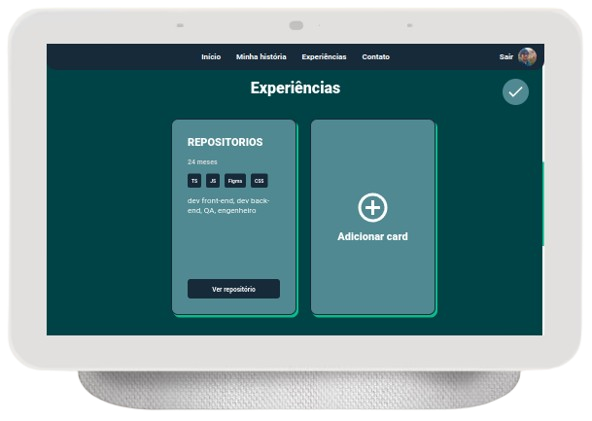 Início Minha história Experiências Contato Sair
Experiências
REPOSITORIOS
24 meses
TS JS Figma CSS
dev front-end, dev back-
end, QA, engenheiro
Ver repositório
Adicionar card